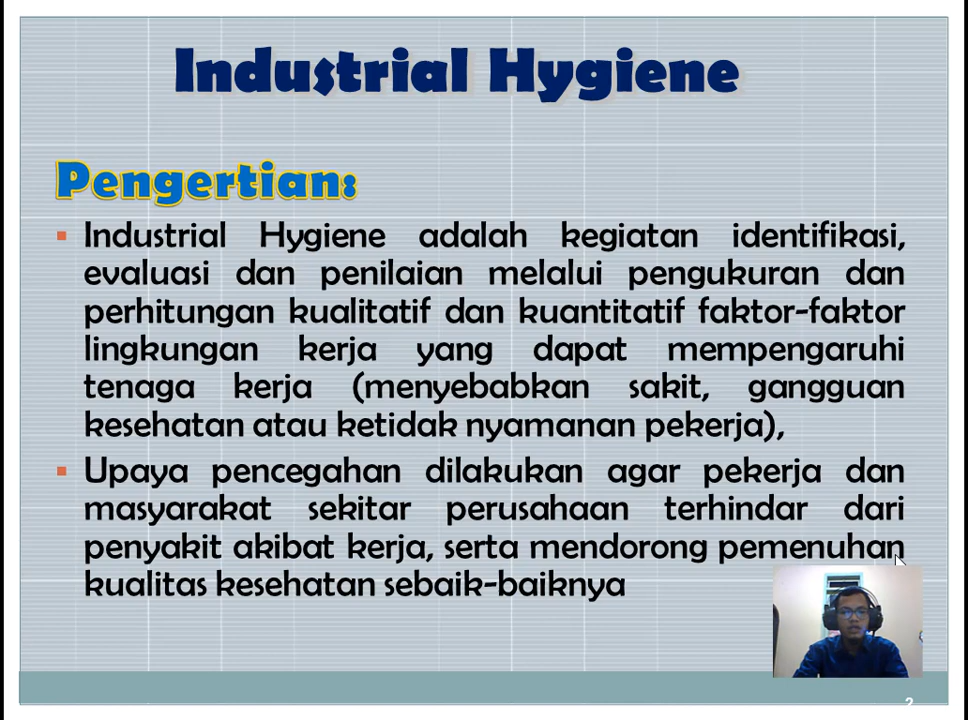 Industrial Hygiene
Pengertian:
Industrial Hygiene adalah kegiatan identifikasi,
evaluasi dan penilaian melalui pengukuran dan
perhitungan kualitatif dan kuantitatif faktor-faktor
lingkungan kerja yang dapat mempengaruhi
tenaga kerja (menyebabkan sakit, gangguan
kesehatan atau ketidak nyamanan pekerja),
Upaya pencegahan dilakukan agar pekerja dan
masyarakat sekitar perusahaan terhindar dari
penyakit akibat kerja, serta mendorong pemenuhan
kualitas kesehatan sebaik-baiknya
2